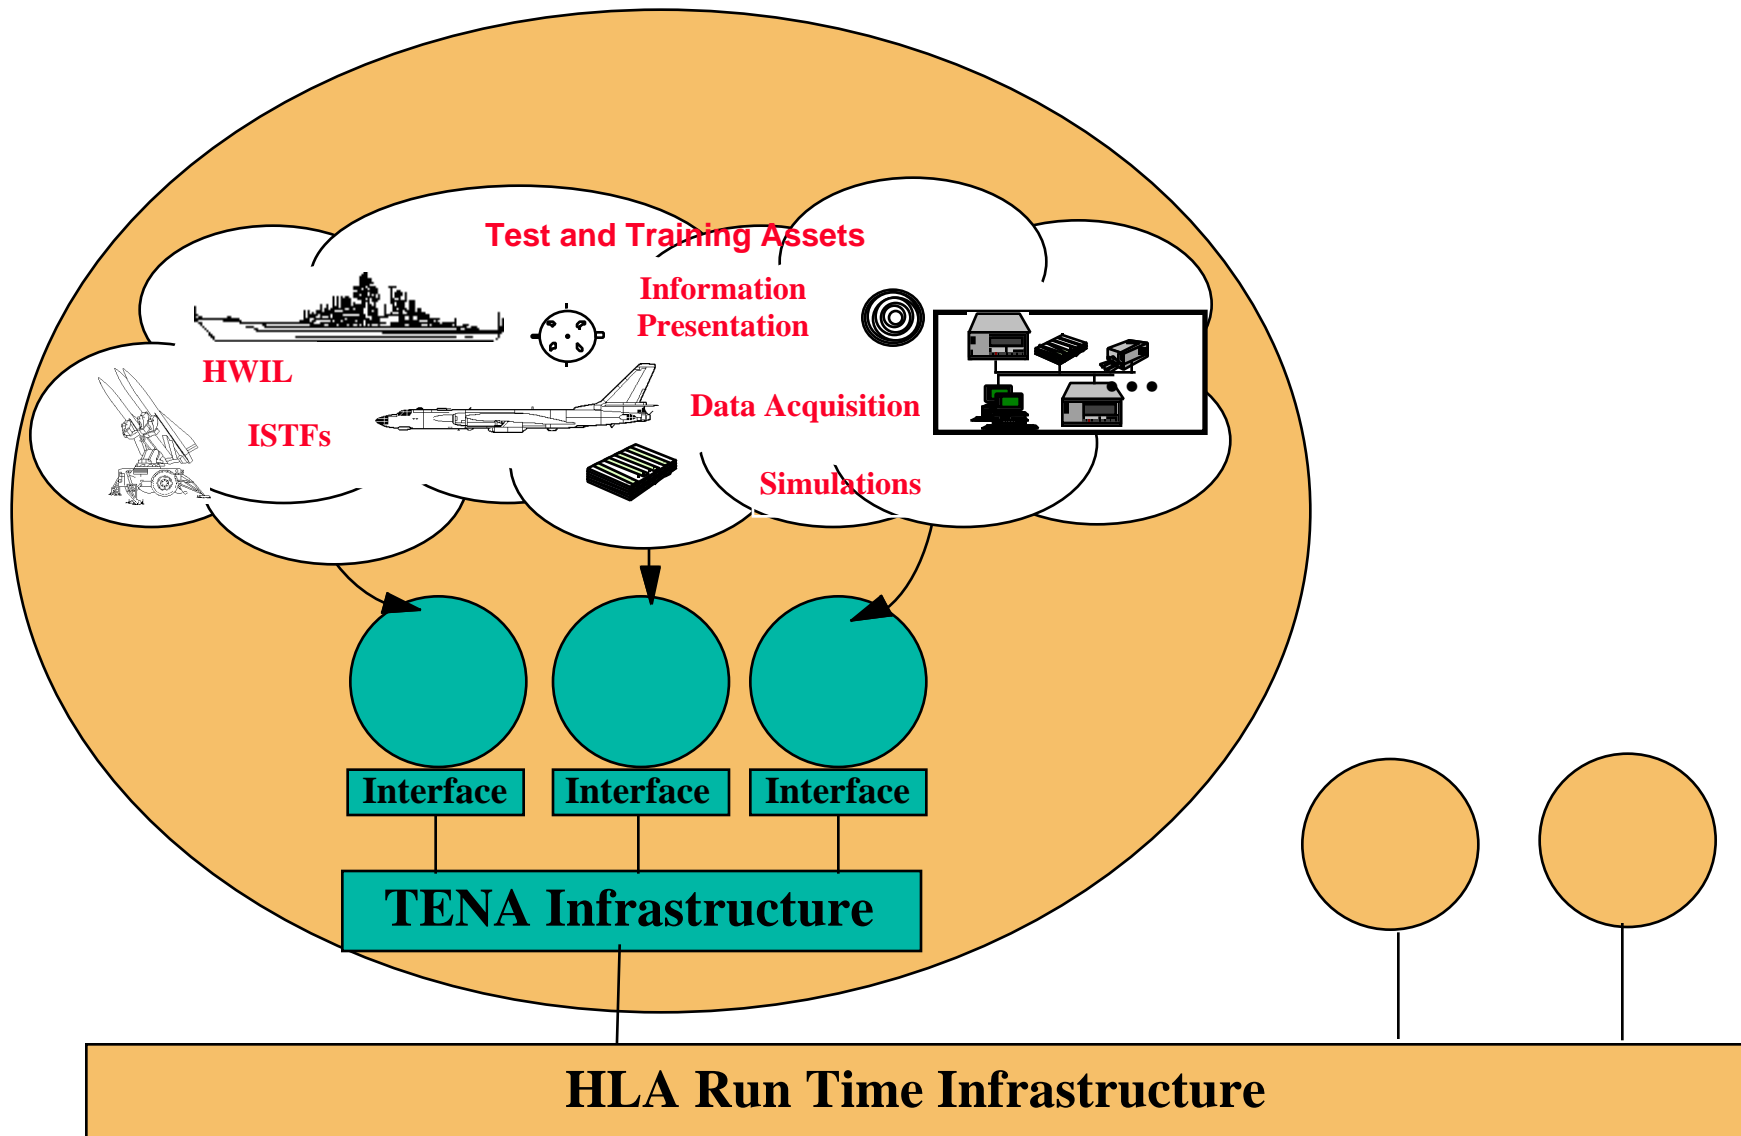 Test and Training Assets
Information
Presentation
HWIL
Data Acquisition
ISTFs
Simulations
Interface
Interface
Interface
TENA Infrastructure
HLA Run Time Infrastructure